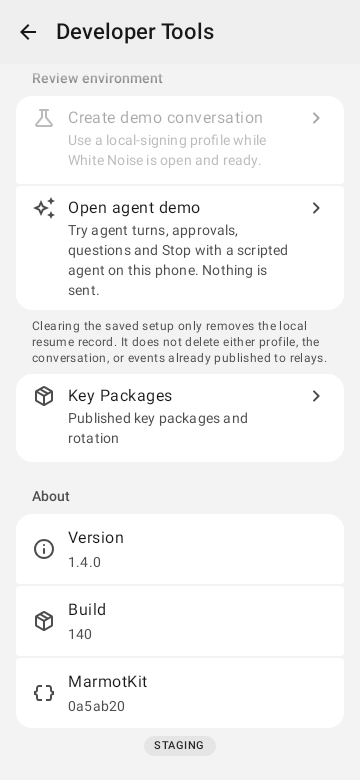 Developer Tools
Review environment
Create demo conversation
Use a local-signing profile while
White Noise is open and ready.
Open agent demo
Try agent turns, approvals,
questions and Stop with a scripted
agent on this phone. Nothing is
sent.
Clearing the saved setup only removes the local
resume record. It does not delete either profile, the
conversation, or events already published to relays.
Key Packages
Published key packages and
rotation
About
Version
1.4.0
Build
140
MarmotKit
0a5ab20
STAGING